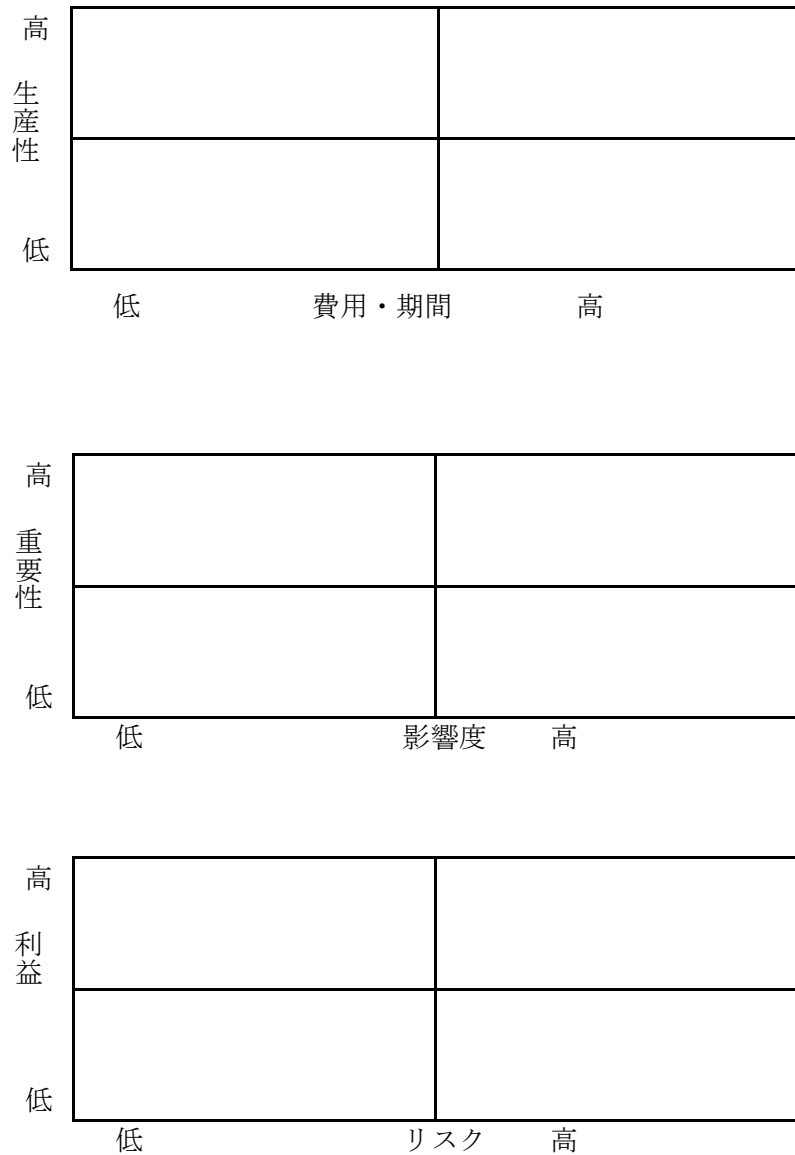 高
生産性
低
低 費用・期間 高
高
重要性
低
低 影響度 高
高
利益
低
低 リスク 高